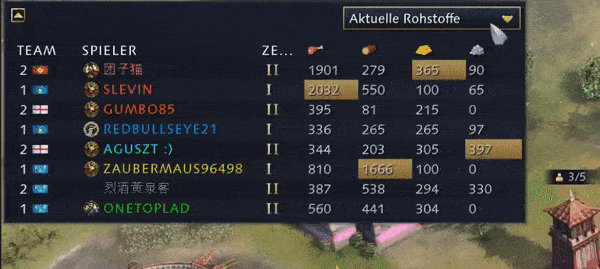 Aktuelle Rohstoffe
TEAM SPIELER ZE...
2 团子猫 II 1901 279 365 90
1 SLEVIN I 2032 550 100 65
2 GUMBO85 II 395 81 215 0
1 REDBULLSEYE21 I 336 265 265 97
2 AGUSZT :) II 344 203 305 397
1 ZAUBERMAUS96498 I 810 1666 100 0
2 烈酒黃泉客 II 387 538 294 330
1 ONETOPLAD II 560 441 304 0
3/5